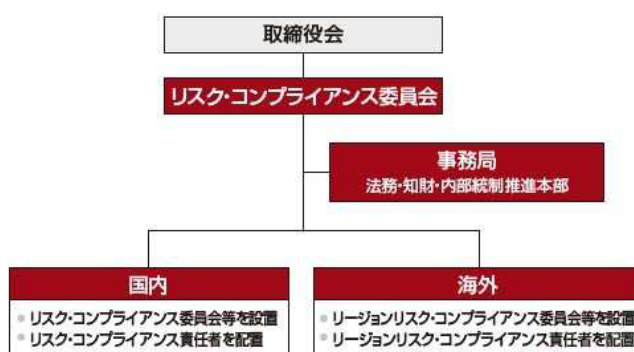 取締役会
リスク・コンプライアンス委員会
事務局
法務・知財・内部統制推進本部
国内
リスク・コンプライアンス委員会等を設置
リスク・コンプライアンス責任者を配置
海外
リージョンリスク・コンプライアンス委員会等を設置
リージョンリスク・コンプライアンス責任者を配置